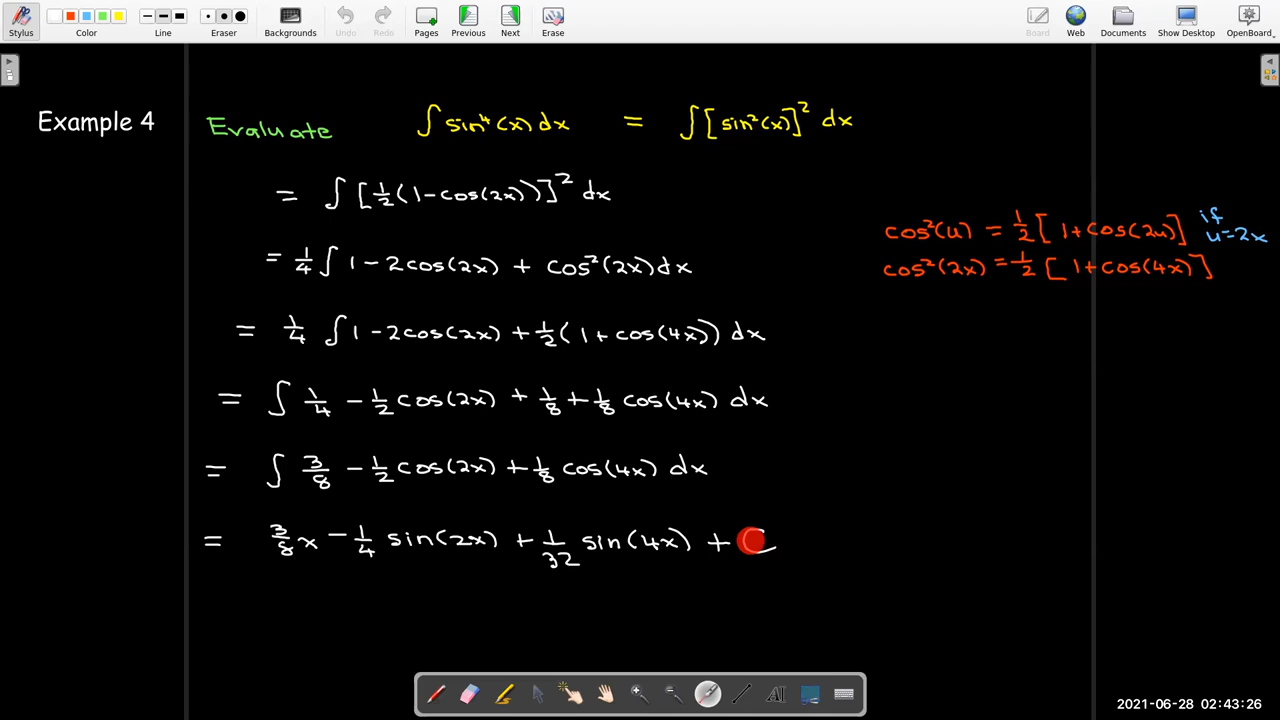 Stylus Color Line Eraser Backgrounds Undo Redo Pages Previous Next Erase Board Web Documents Show Desktop OpenBoard
Example 4 Evaluate ∫ sin⁴(x) dx = ∫ [sin²(x)]² dx
= ∫ [½(1-cos(2x))]² dx
cos²(u) = ½[1+cos(2u)] if u=2x
= ¼ ∫ 1 - 2cos(2x) + cos²(2x) dx
cos²(2x) = ½[1+cos(4x)]
= ¼ ∫ 1 - 2cos(2x) + ½(1+cos(4x)) dx
= ∫ ¼ - ½cos(2x) + ⅛ + ⅛ cos(4x) dx
= ∫ 3/8 - ½cos(2x) + ⅛ cos(4x) dx
= 3/8 x - ¼ sin(2x) + 1/32 sin(4x) + C
AI
2021-06-28 02:43:26